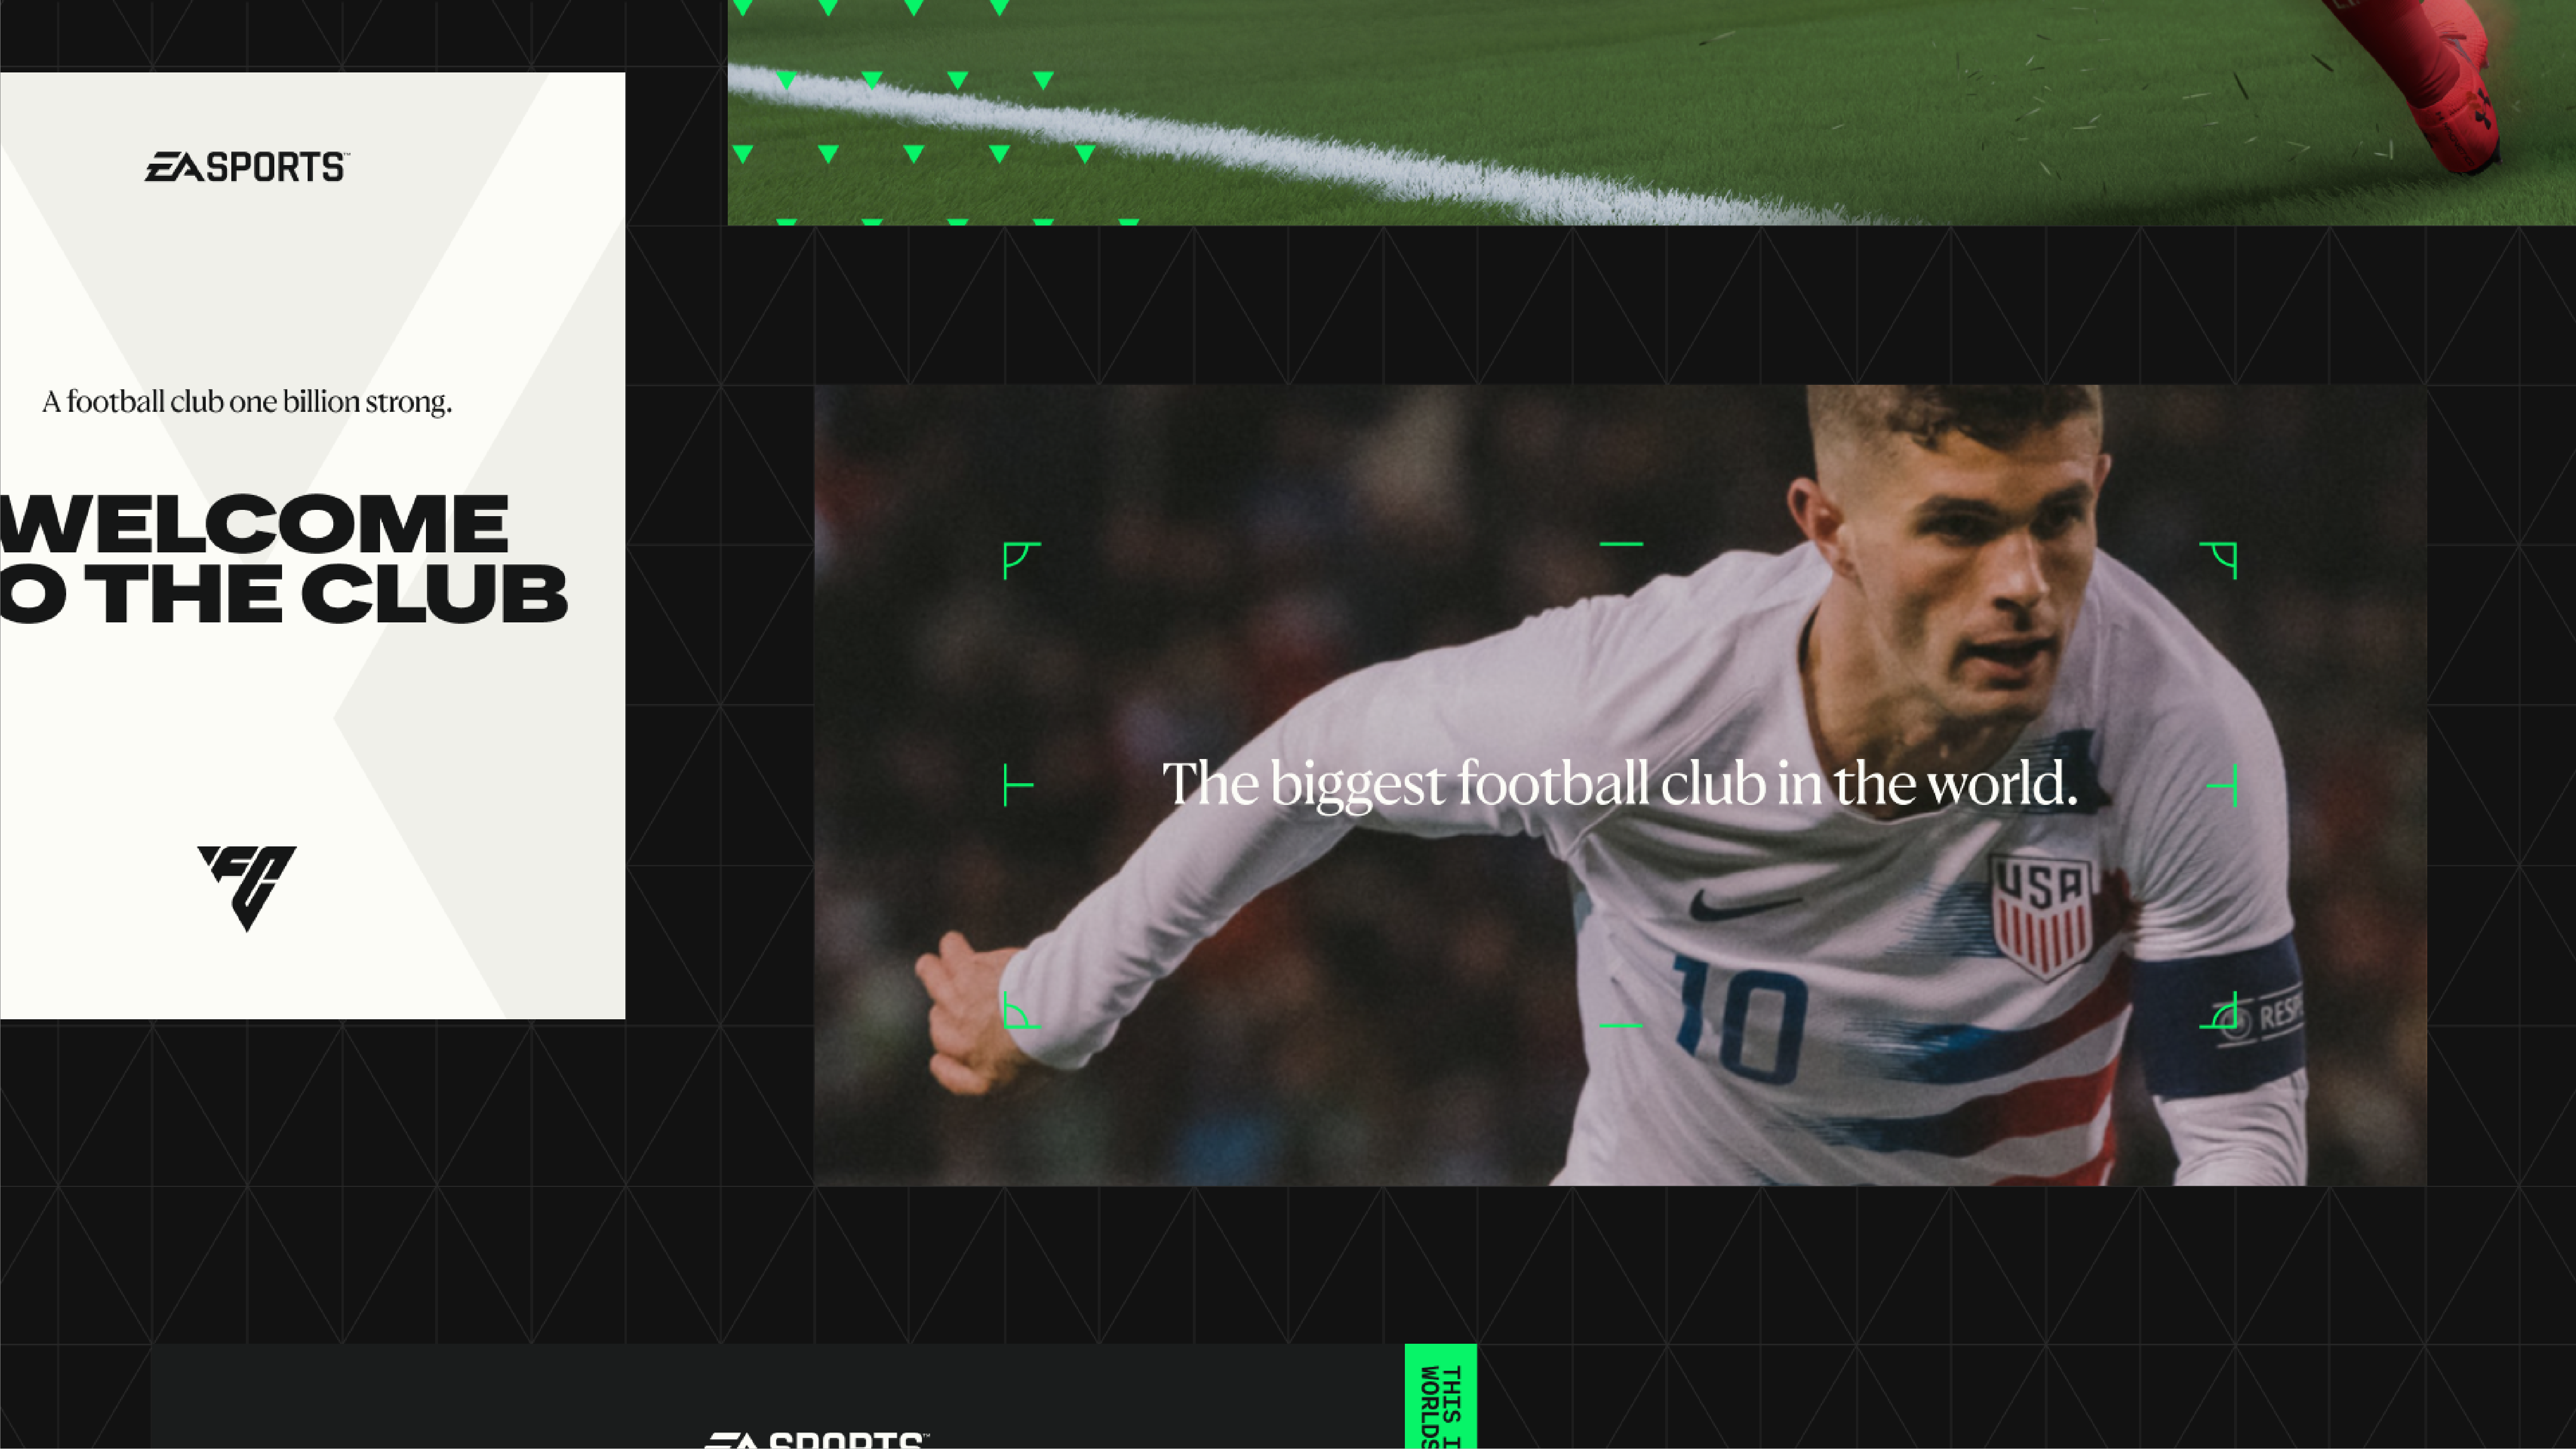 EA SPORTS™
A football club one billion strong.
WELCOME
O THE CLUB
FC
The biggest football club in the world.
USA
10
RESP
EA SPORTS™
THIS I
WORLDS